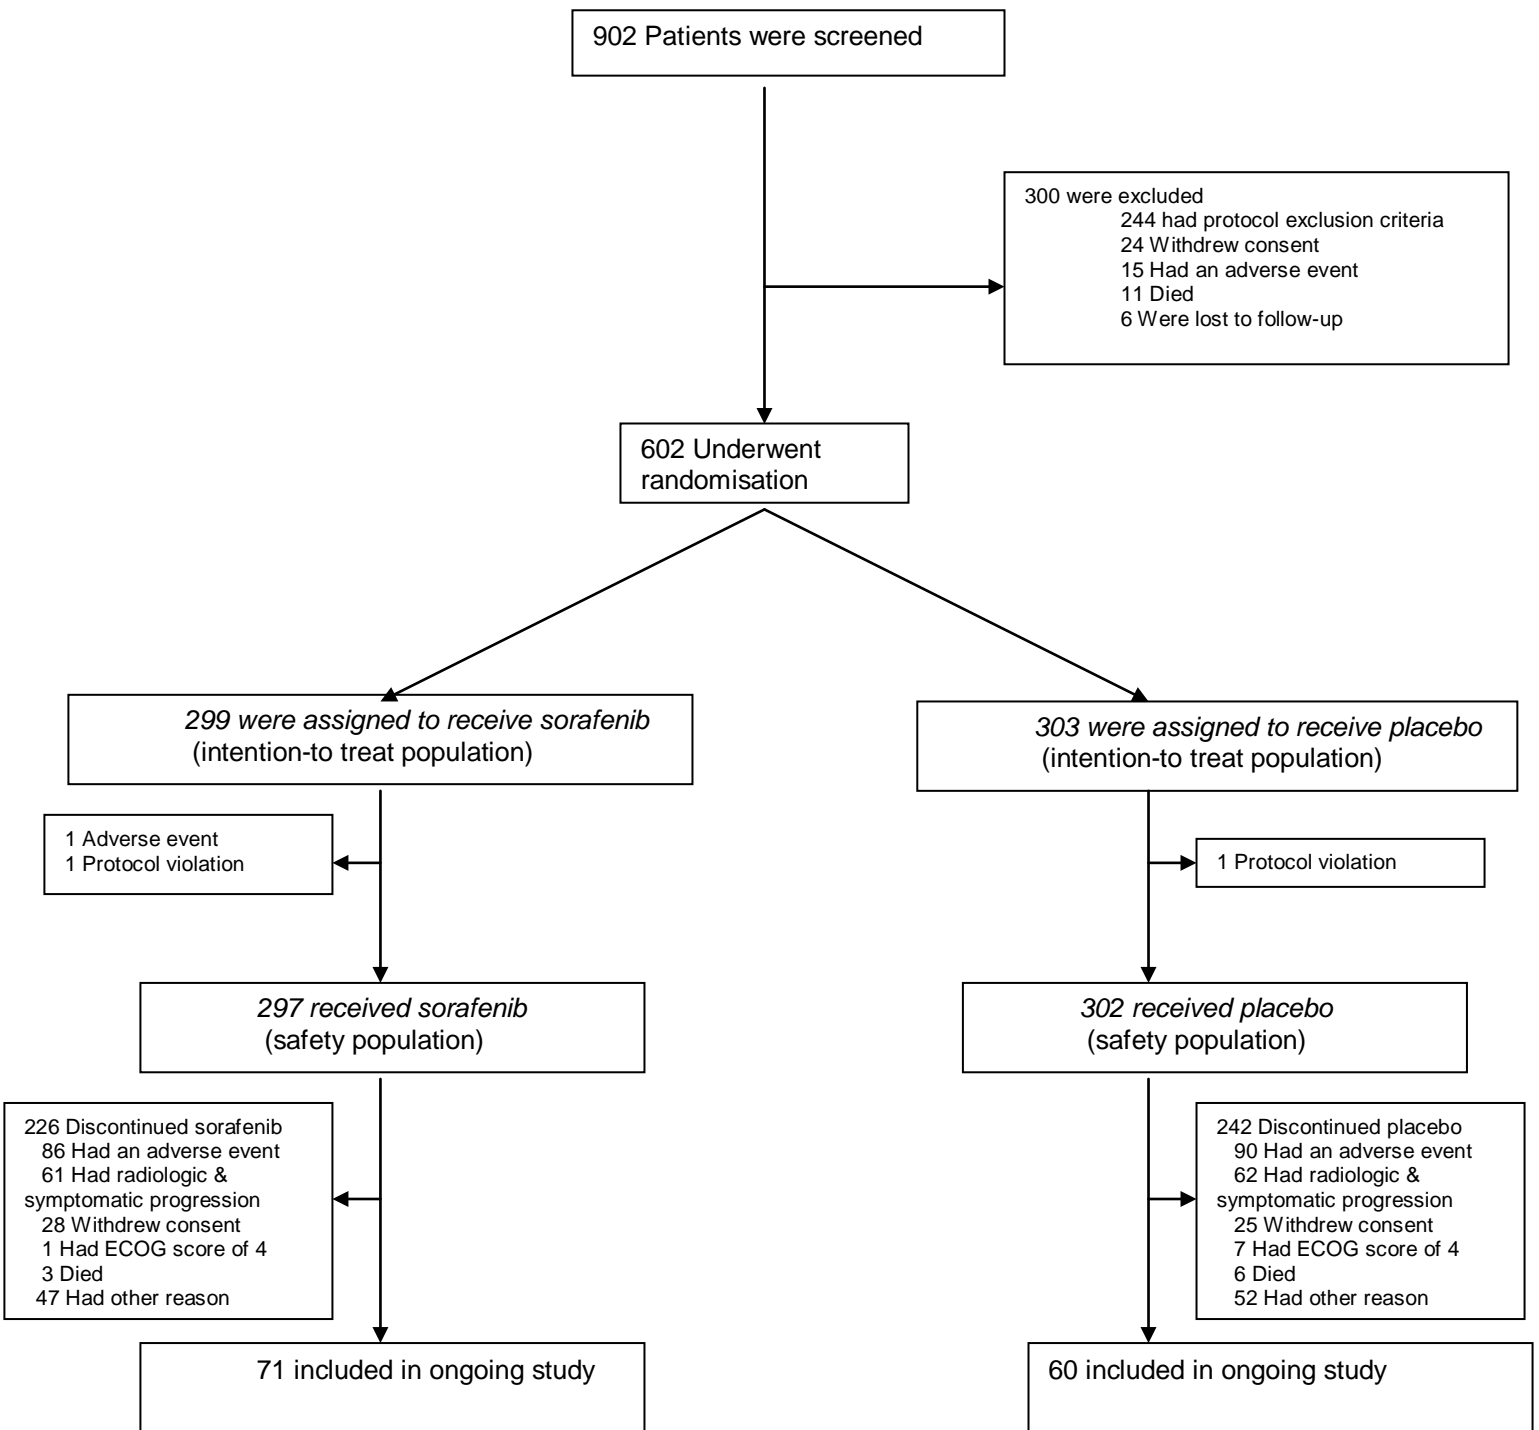 902 Patients were screened
300 were excluded
244 had protocol exclusion criteria
24 Withdrew consent
15 Had an adverse event
11 Died
6 Were lost to follow-up
602 Underwent
randomisation
299 were assigned to receive sorafenib
(intention-to treat population)
303 were assigned to receive placebo
(intention-to treat population)
1 Adverse event
1 Protocol violation
1 Protocol violation
297 received sorafenib
(safety population)
302 received placebo
(safety population)
226 Discontinued sorafenib
86 Had an adverse event
61 Had radiologic &
symptomatic progression
28 Withdrew consent
1 Had ECOG score of 4
3 Died
47 Had other reason
242 Discontinued placebo
90 Had an adverse event
62 Had radiologic &
symptomatic progression
25 Withdrew consent
7 Had ECOG score of 4
6 Died
52 Had other reason
71 included in ongoing study
60 included in ongoing study